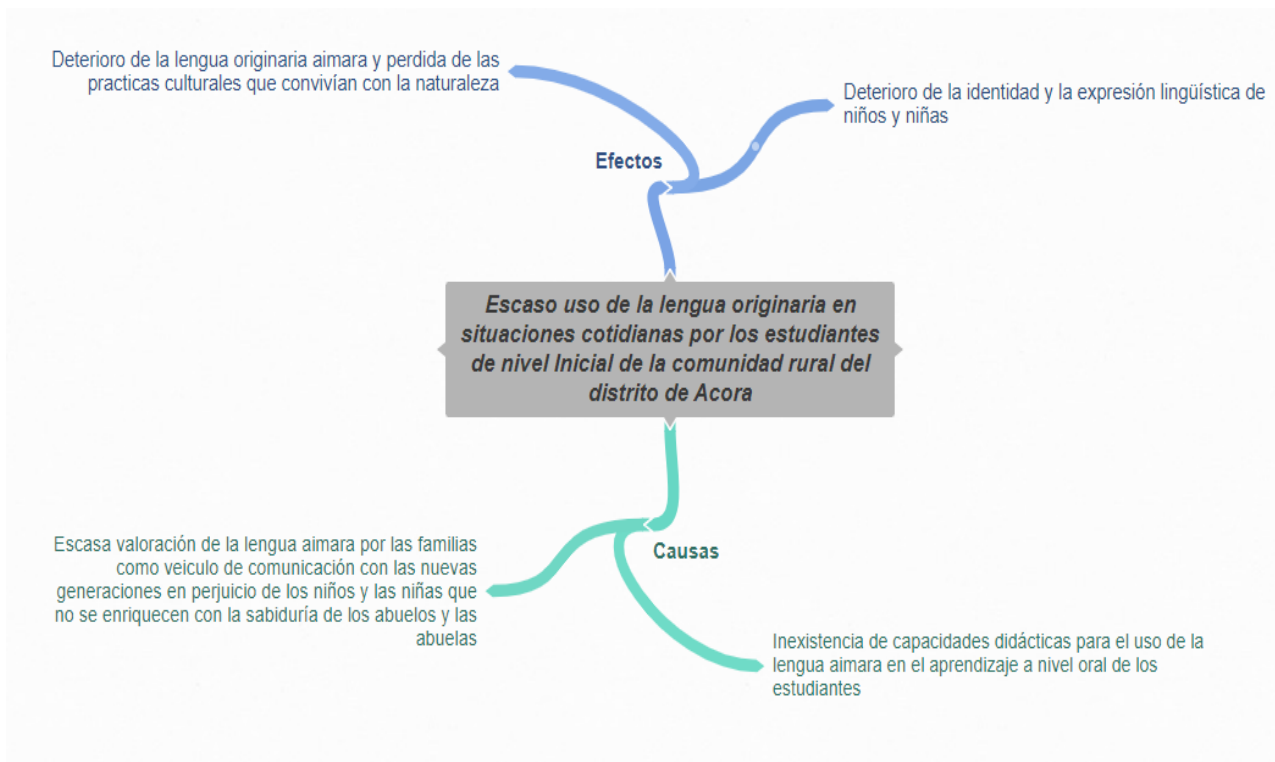 Deterioro de la lengua originaria aimara y perdida de las
practicas culturales que convivían con la naturaleza
Deterioro de la identidad y la expresión lingüística de
niños y niñas
Efectos
Escaso uso de la lengua originaria en
situaciones cotidianas por los estudiantes
de nivel Inicial de la comunidad rural del
distrito de Acora
Causas
Escasa valoración de la lengua aimara por las familias
como veiculo de comunicación con las nuevas
generaciones en perjuicio de los niños y las niñas que
no se enriquecen con la sabiduría de los abuelos y las
abuelas
Inexistencia de capacidades didácticas para el uso de la
lengua aimara en el aprendizaje a nivel oral de los
estudiantes